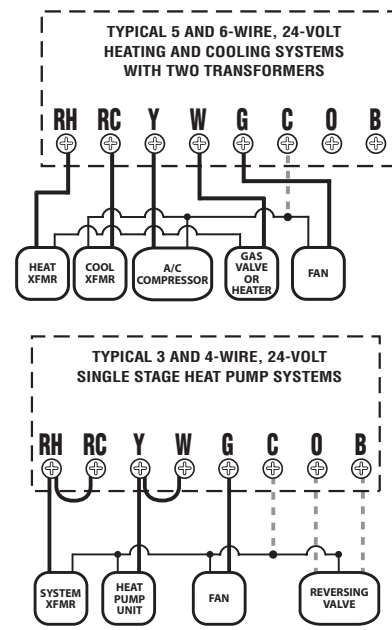 TYPICAL 5 AND 6-WIRE, 24-VOLT
HEATING AND COOLING SYSTEMS
WITH TWO TRANSFORMERS
RH RC Y W G C O B
HEAT
XFMR
COOL
XFMR
A/C
COMPRESSOR
GAS
VALVE
OR
HEATER
FAN
TYPICAL 3 AND 4-WIRE, 24-VOLT
SINGLE STAGE HEAT PUMP SYSTEMS
RH RC Y W G C O B
SYSTEM
XFMR
HEAT
PUMP
UNIT
FAN
REVERSING
VALVE